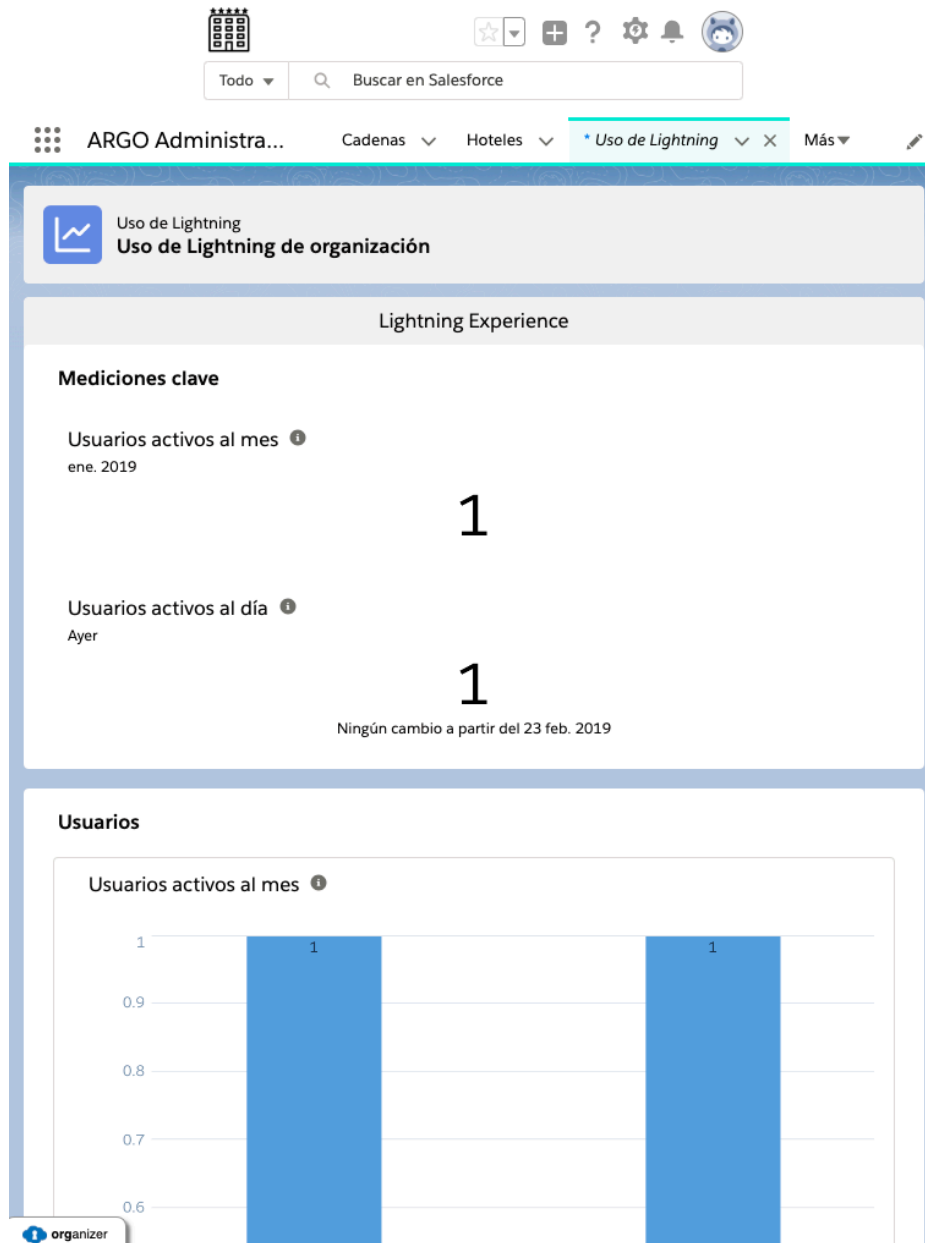 Todo
Buscar en Salesforce
ARGO Administra... Cadenas Hoteles * Uso de Lightning Más
Uso de Lightning
Uso de Lightning de organización
Lightning Experience
Mediciones clave
Usuarios activos al mes
ene. 2019
1
Usuarios activos al día
Ayer
1
Ningún cambio a partir del 23 feb. 2019
Usuarios
Usuarios activos al mes
1
1 1
0.9
0.8
0.7
0.6
organizer